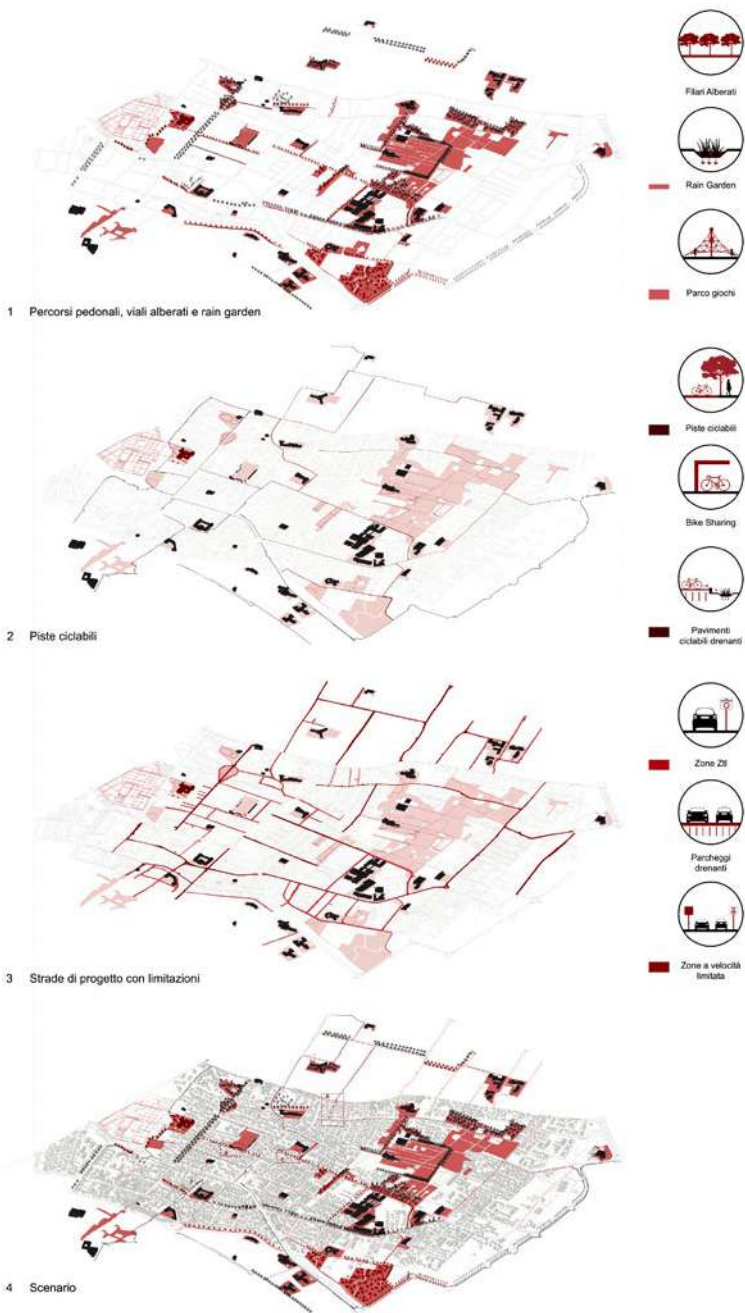 Filari Alberati
Rain Garden
Parco giochi
1 Percorsi pedonali, viali alberati e rain garden
Piste ciclabili
Bike Sharing
Pavimenti
ciclabili drenanti
2 Piste ciclabili
Zone Ztl
Parcheggi
drenanti
Zone a velocità
limitata
3 Strade di progetto con limitazioni
4 Scenario